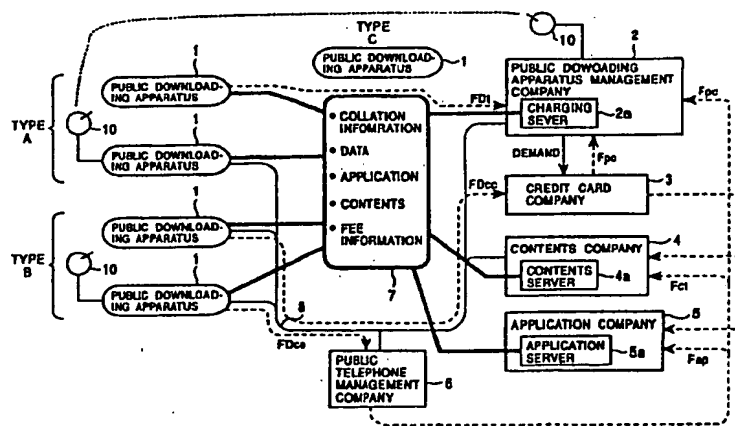 TYPE
C
PUBLIC DOWNLOAD-
ING APPARATUS
1
10
2
PUBLIC DOWOADING
APPARATUS MANAGEMENT
COMPANY
CHARGING
SEVER
2a
Fpc
FD1
1
PUBLIC DOWNLOAD-
ING APPARATUS
TYPE
A
10
1
PUBLIC DOWNLOAD-
ING APPARATUS
• COLLATION
INFOMRATION
• DATA
• APPLICATION
• CONTENTS
• FEE
INFORMATION
7
DEMAND
Fpc
FDcc
CREDIT CARD
COMPANY
3
1
PUBLIC DOWNLOAD-
ING APPARATUS
TYPE
B
10
1
PUBLIC DOWNLOAD-
ING APPARATUS
CONTENTS COMPANY
4
CONTENTS
SERVER
4a
Fct
8
FDce
APPLICATION COMPANY
5
APPLICATION
SERVER
5a
Fap
PUBLIC
TELEPHONE
MANAGEMENT
COMPANY
6